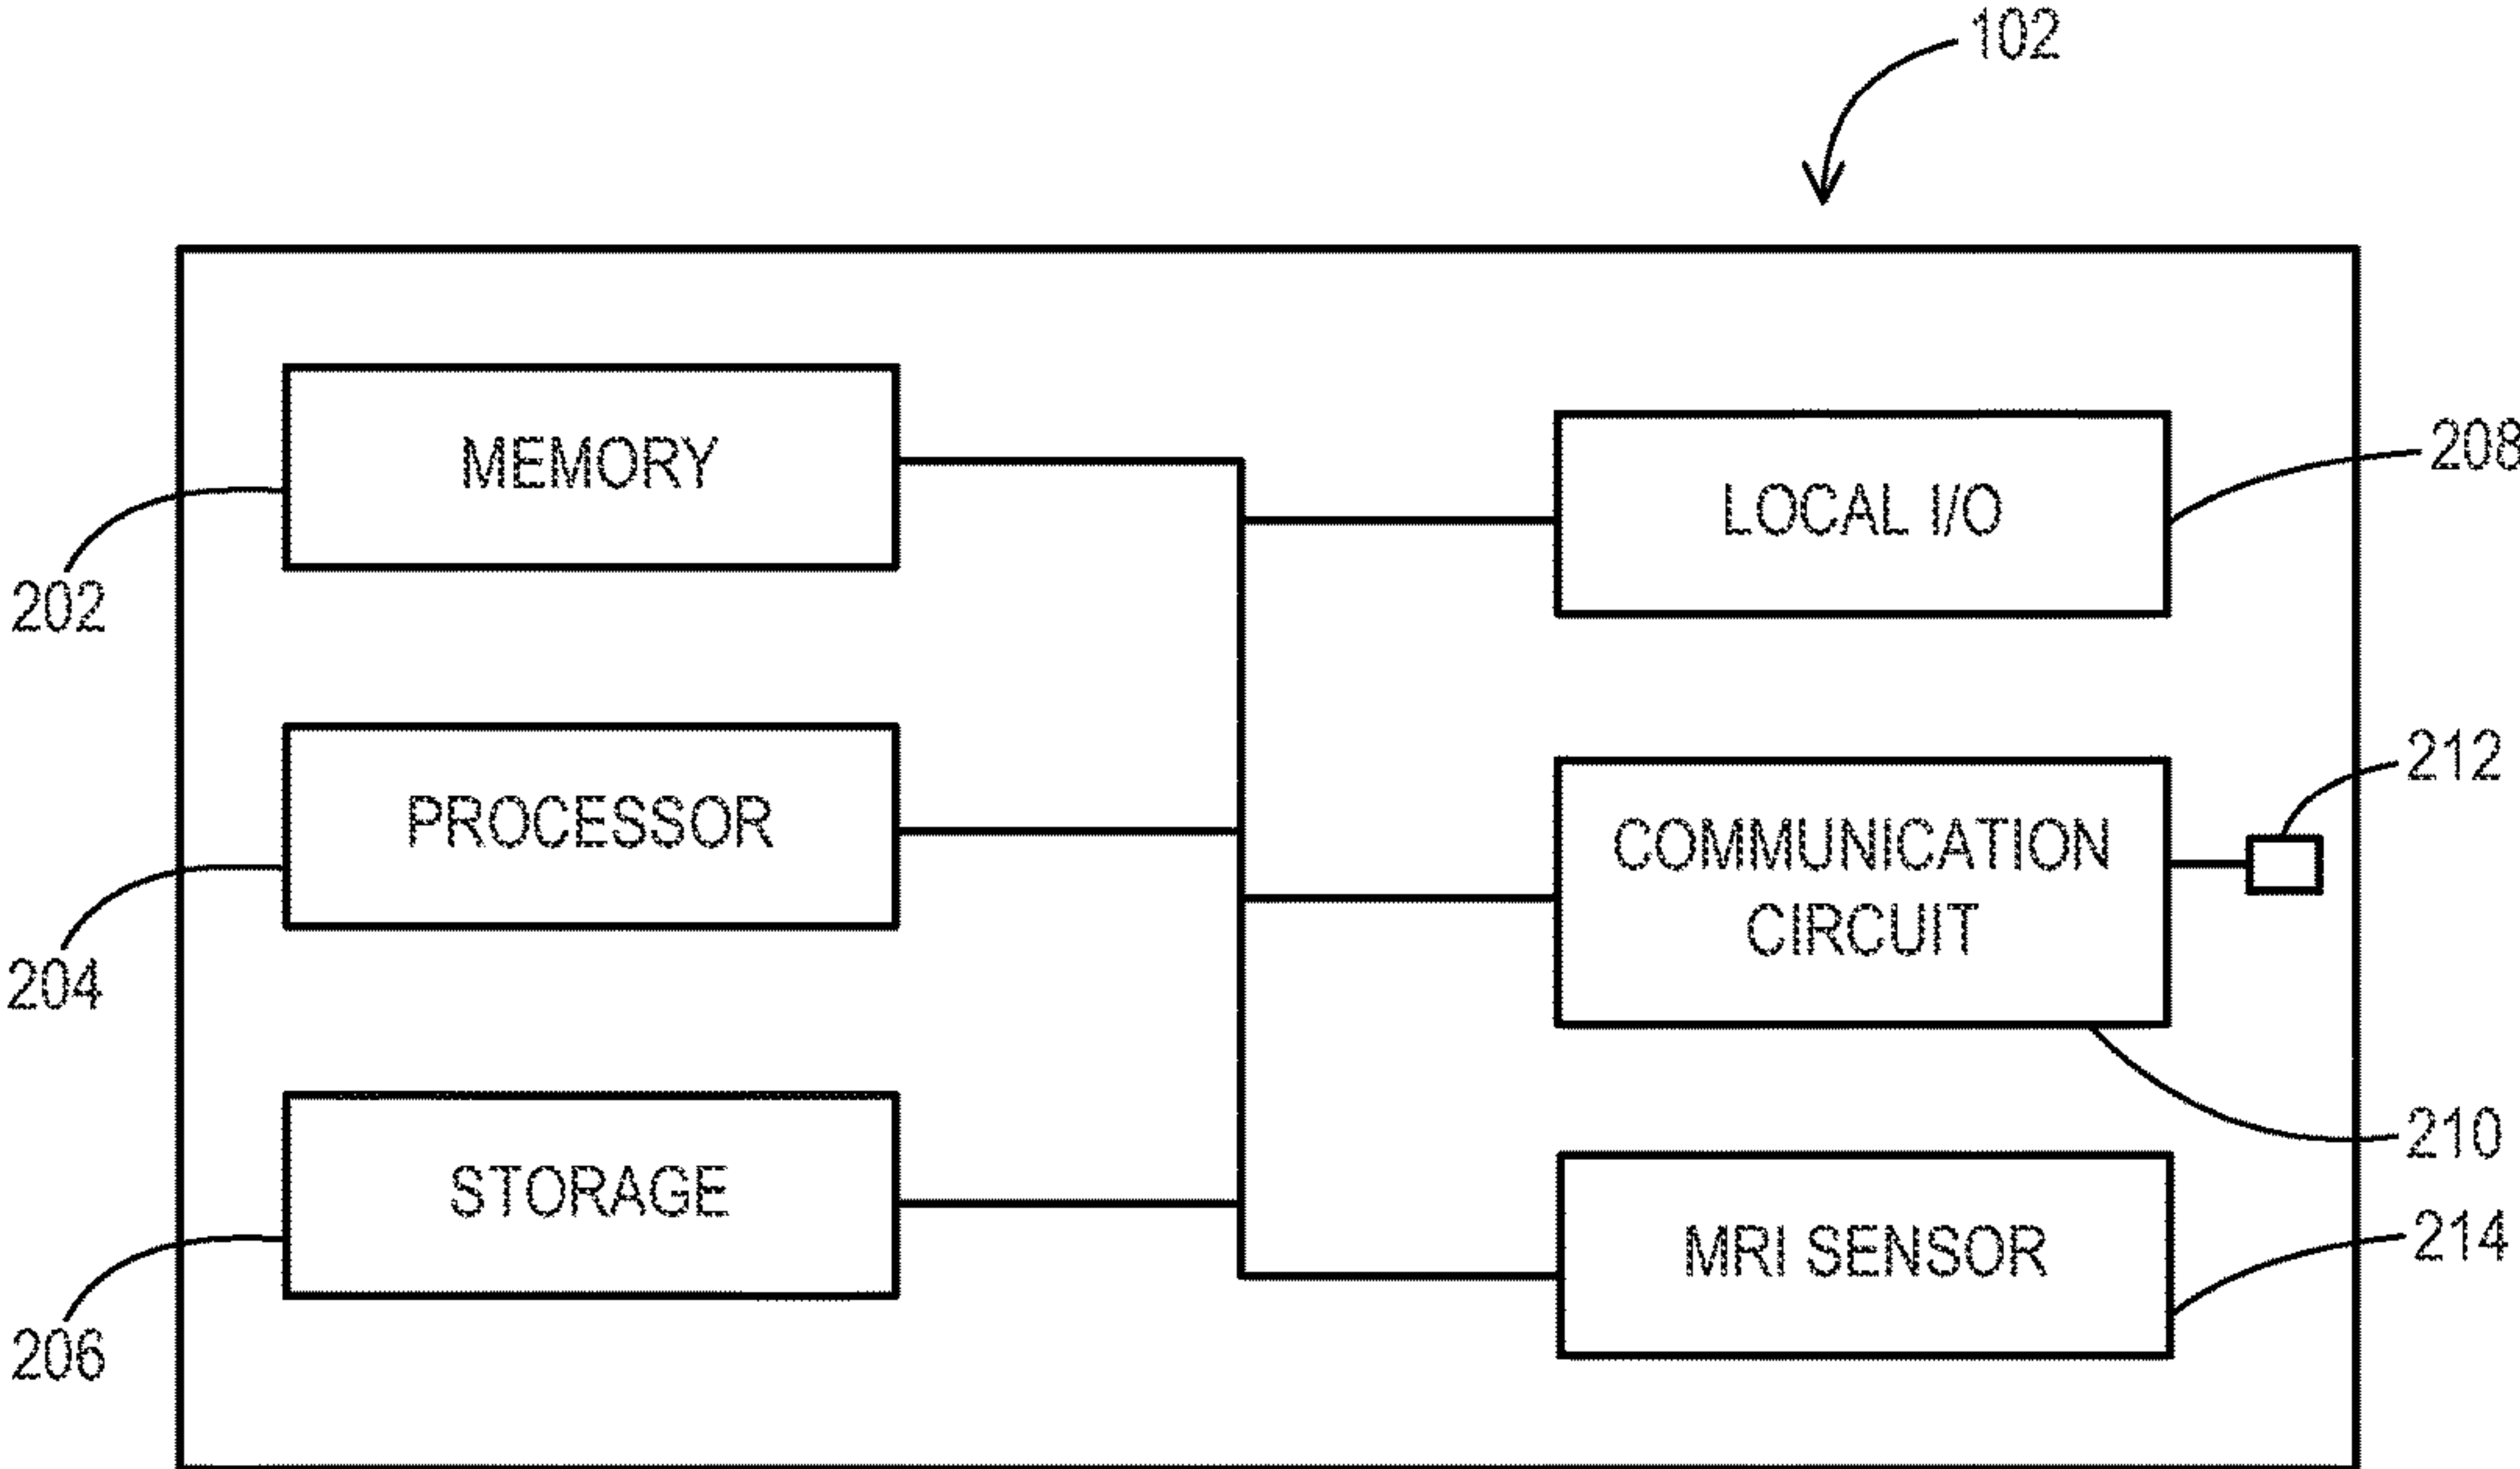 102
MEMORY
LOCAL I/O
208
202
212
PROCESSOR
COMMUNICATION
CIRCUIT
204
210
STORAGE
MRI SENSOR
214
206